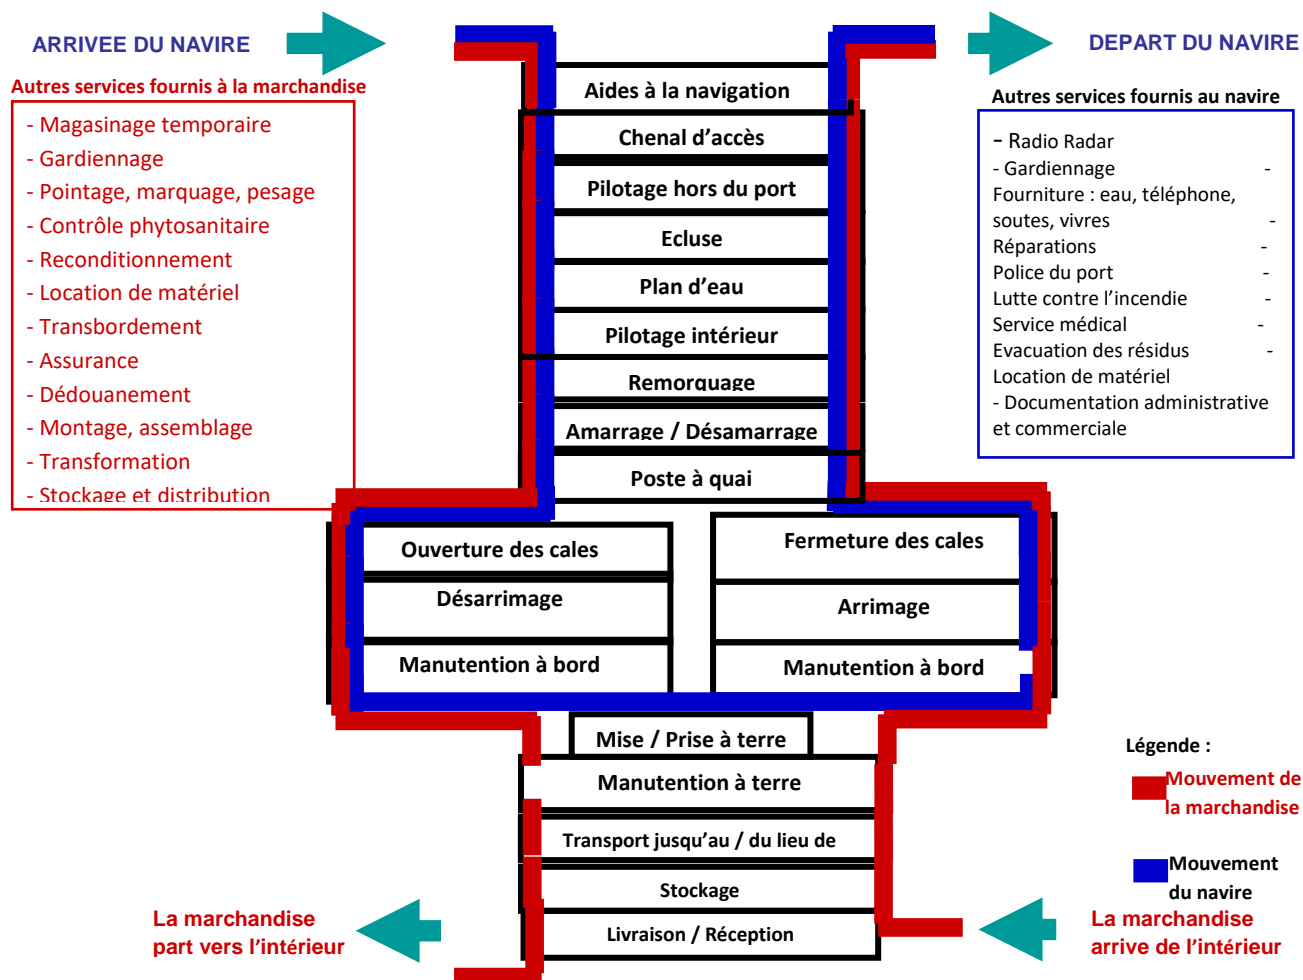 ARRIVEE DU NAVIRE
DEPART DU NAVIRE
Autres services fournis à la marchandise
- Magasinage temporaire
- Gardiennage
- Pointage, marquage, pesage
- Contrôle phytosanitaire
- Reconditionnement
- Location de matériel
- Transbordement
- Assurance
- Dédouanement
- Montage, assemblage
- Transformation
- Stockage et distribution
Autres services fournis au navire
- Radio Radar
- Gardiennage -
Fourniture : eau, téléphone,
soutes, vivres -
Réparations -
Police du port -
Lutte contre l'incendie -
Service médical -
Evacuation des résidus -
Location de matériel
- Documentation administrative
et commerciale
Aides à la navigation
Chenal d'accès
Pilotage hors du port
Ecluse
Plan d'eau
Pilotage intérieur
Remorquage
Amarrage / Désamarrage
Poste à quai
Ouverture des cales
Désarrimage
Manutention à bord
Fermeture des cales
Arrimage
Manutention à bord
Mise / Prise à terre
Manutention à terre
Transport jusqu'au / du lieu de
Stockage
Livraison / Réception
Légende :
Mouvement de
la marchandise
Mouvement
du navire
La marchandise
part vers l'intérieur
La marchandise
arrive de l'intérieur